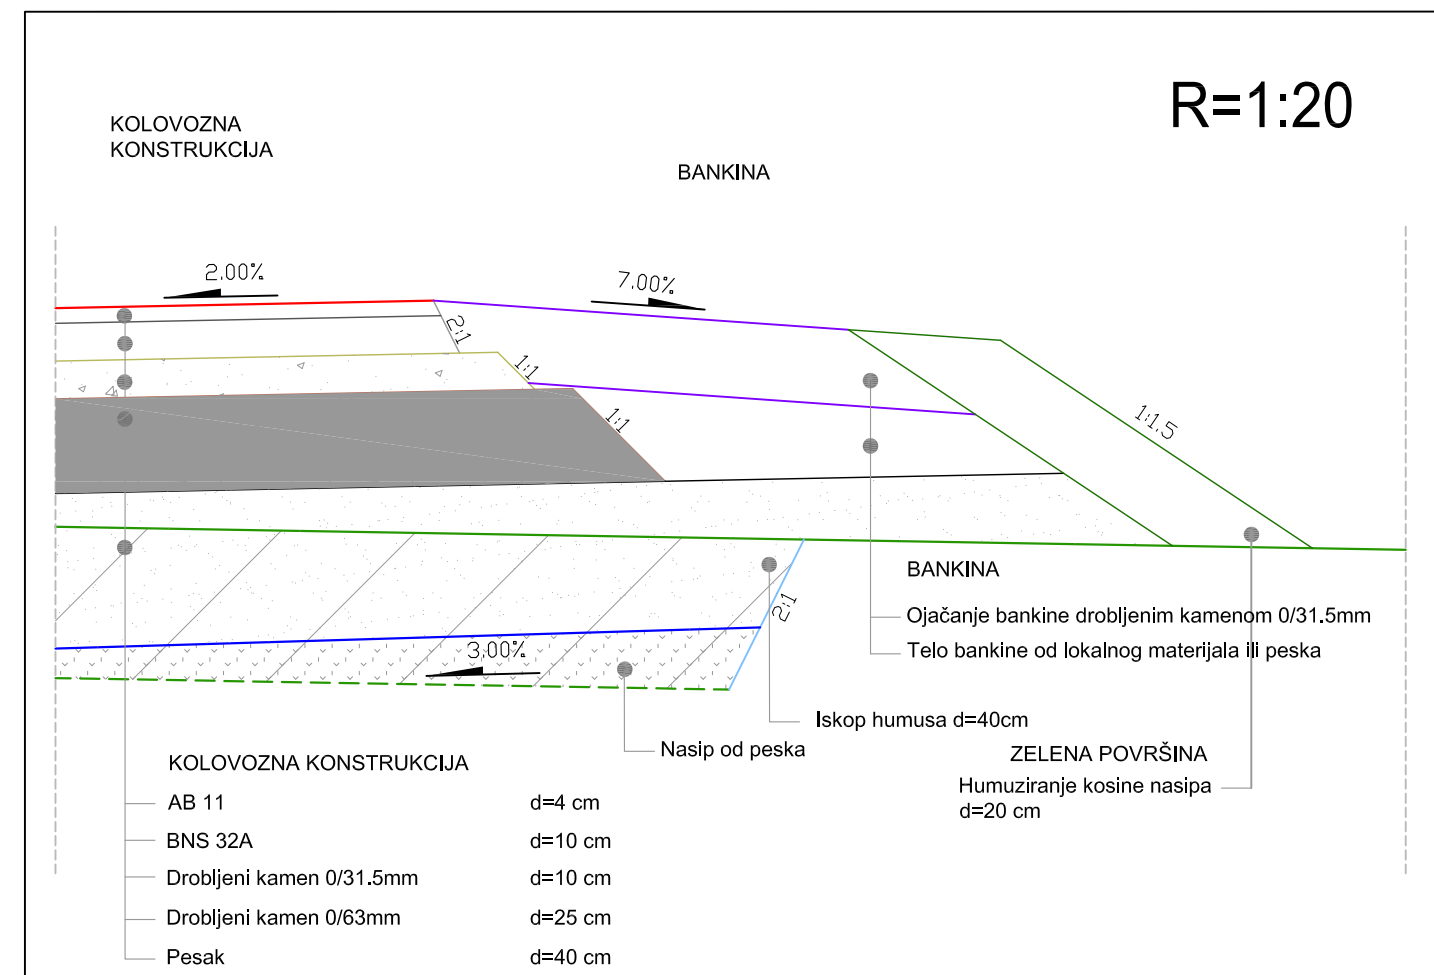 R=1:20
KOLOVOZNA
KONSTRUKCIJA
BANKINA
2.00%
7.00%
2:1
1:1
1:1
1:1.5
2:1
3.00%
BANKINA
Ojačanje bankine drobljenim kamenom 0/31.5mm
Telo bankine od lokalnog materijala ili peska
Iskop humusa d=40cm
Nasip od peska
ZELENA POVRŠINA
Humuziranje kosine nasipa
d=20 cm
KOLOVOZNA KONSTRUKCIJA
AB 11 d=4 cm
BNS 32A d=10 cm
Drobljeni kamen 0/31.5mm d=10 cm
Drobljeni kamen 0/63mm d=25 cm
Pesak d=40 cm